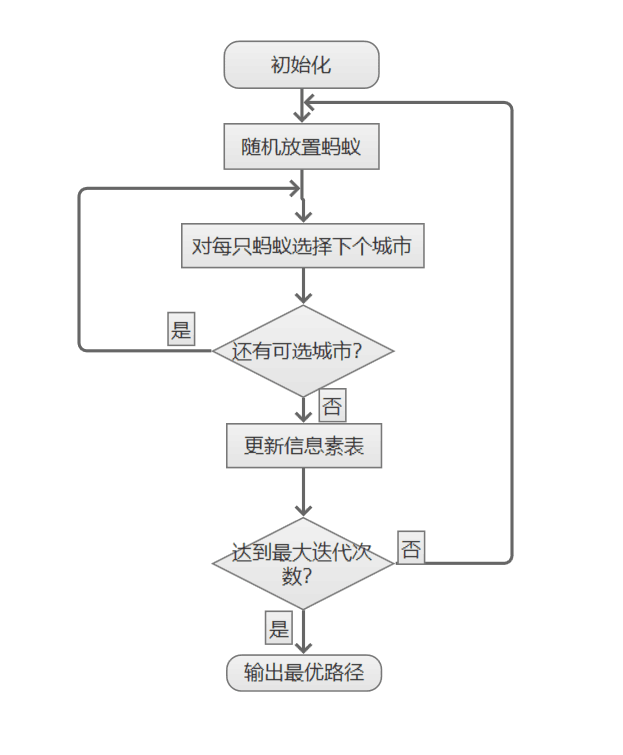 初始化
随机放置蚂蚁
对每只蚂蚁选择下个城市
是
还有可选城市?
否
更新信息素表
达到最大迭代次
数?
否
是
输出最优路径